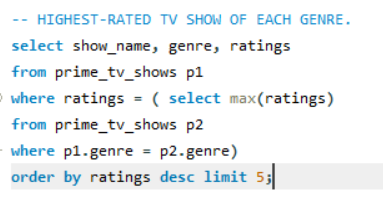 -- HIGHEST-RATED TV SHOW OF EACH GENRE.
select show_name, genre, ratings
from prime_tv_shows p1
where ratings = ( select max(ratings)
from prime_tv_shows p2
where p1.genre = p2.genre)
order by ratings desc limit 5;